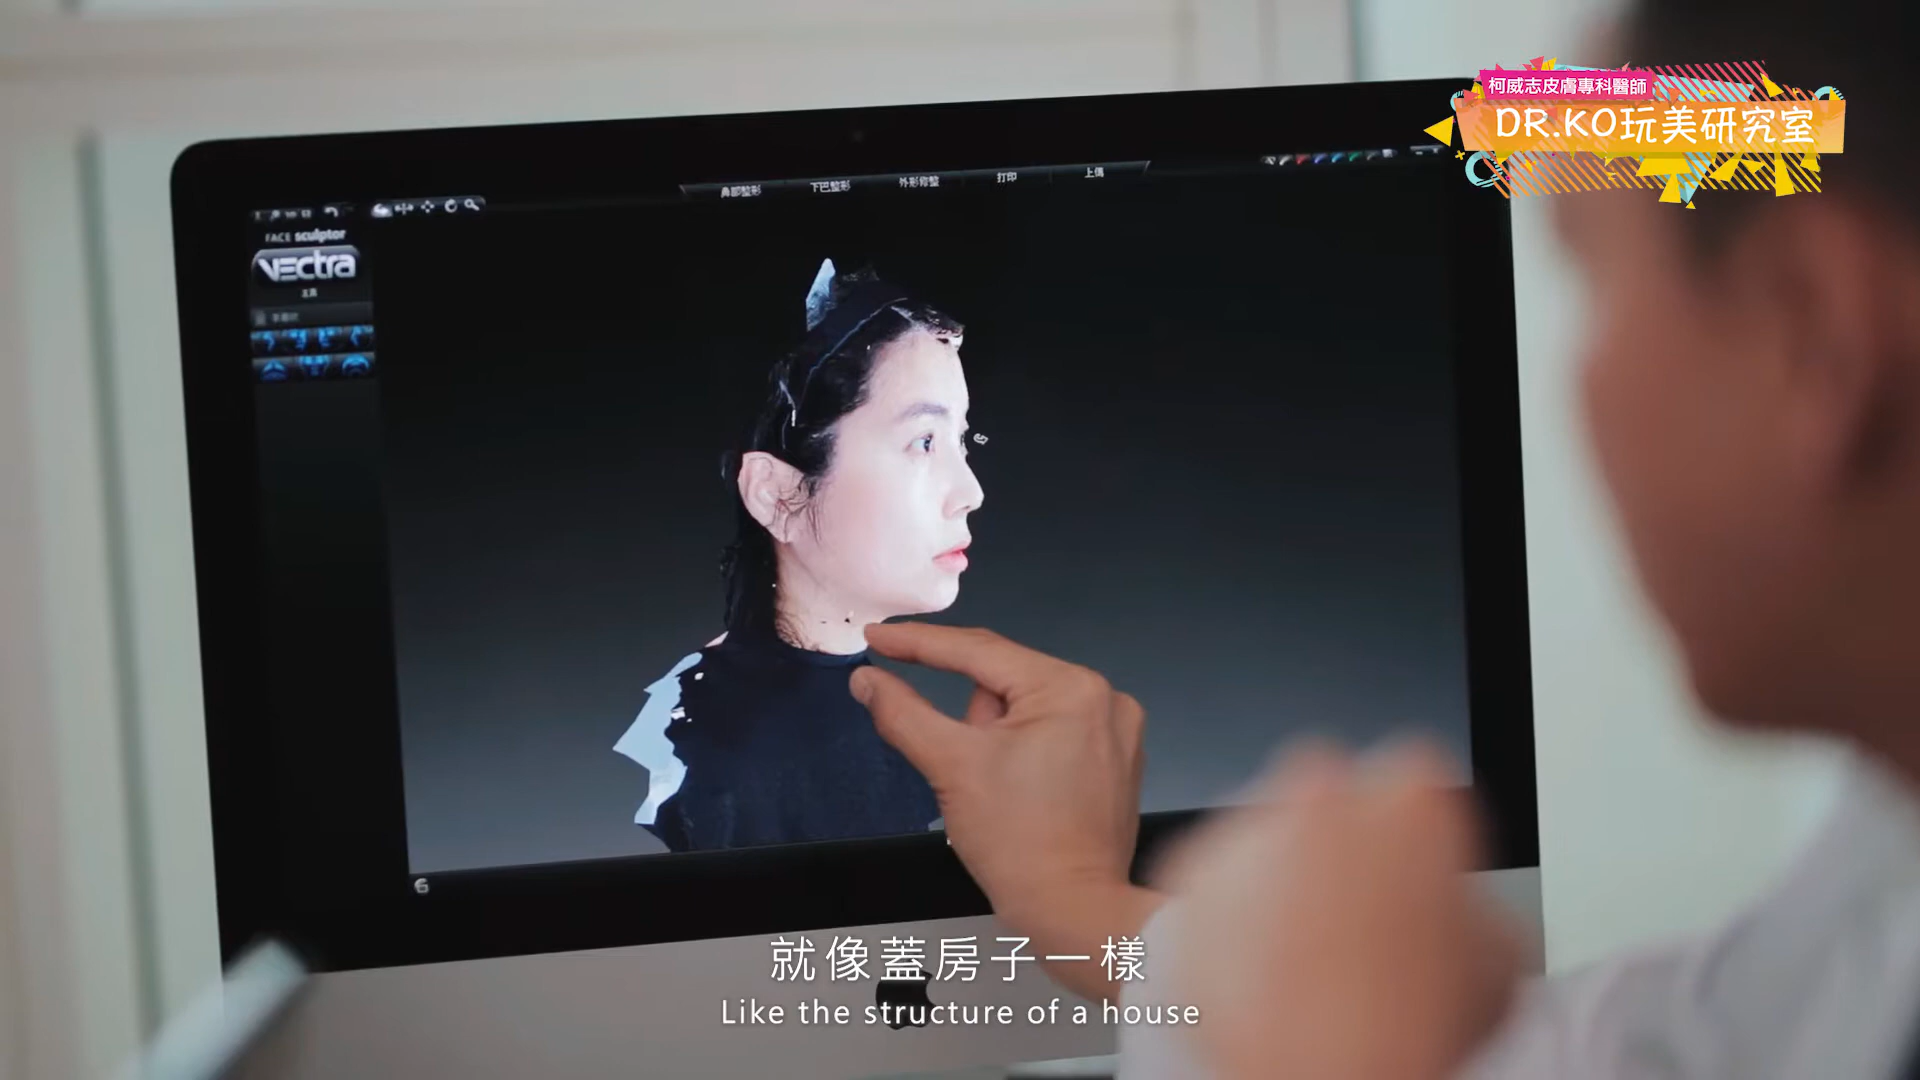 柯威志皮膚專科醫師
DR.KO玩美研究室
鼻部整形 下巴整形 外形修整 打印 上傳
FACE sculptor
vectra
主頁
就像蓋房子一樣
Like the structure of a house